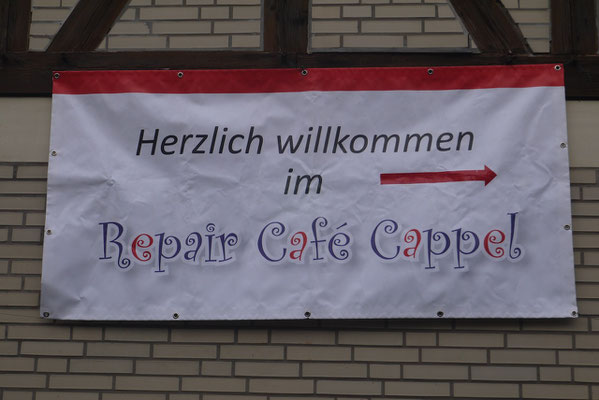 Herzlich willkommen
im
Repair Café Cappel